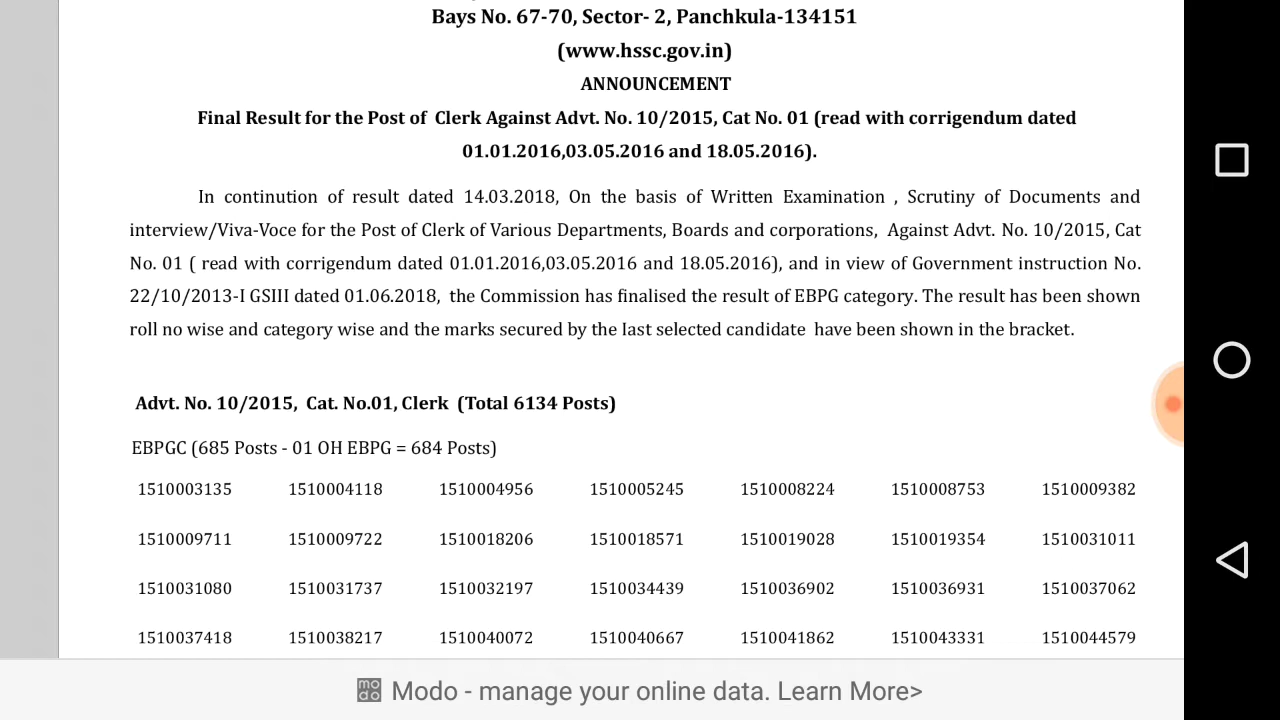 Bays No. 67-70, Sector- 2, Panchkula-134151
(www.hssc.gov.in)
ANNOUNCEMENT
Final Result for the Post of Clerk Against Advt. No. 10/2015, Cat No. 01 (read with corrigendum dated
01.01.2016,03.05.2016 and 18.05.2016).
In continution of result dated 14.03.2018, On the basis of Written Examination , Scrutiny of Documents and
interview/Viva-Voce for the Post of Clerk of Various Departments, Boards and corporations, Against Advt. No. 10/2015, Cat
No. 01 ( read with corrigendum dated 01.01.2016,03.05.2016 and 18.05.2016), and in view of Government instruction No.
22/10/2013-I GSIII dated 01.06.2018, the Commission has finalised the result of EBPG category. The result has been shown
roll no wise and category wise and the marks secured by the last selected candidate have been shown in the bracket.
Advt. No. 10/2015, Cat. No.01, Clerk (Total 6134 Posts)
EBPGC (685 Posts - 01 OH EBPG = 684 Posts)
1510003135 1510004118 1510004956 1510005245 1510008224 1510008753 1510009382
1510009711 1510009722 1510018206 1510018571 1510019028 1510019354 1510031011
1510031080 1510031737 1510032197 1510034439 1510036902 1510036931 1510037062
1510037418 1510038217 1510040072 1510040667 1510041862 1510043331 1510044579
modo Modo - manage your online data. Learn More>